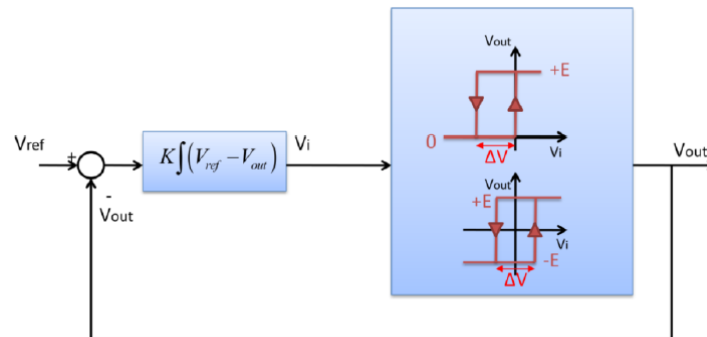 Vout
+E
0
ΔV
Vi
Vref
+
K∫(Vref − Vout)
Vi
Vout
-
Vout
Vout
+E
Vi
-E
ΔV